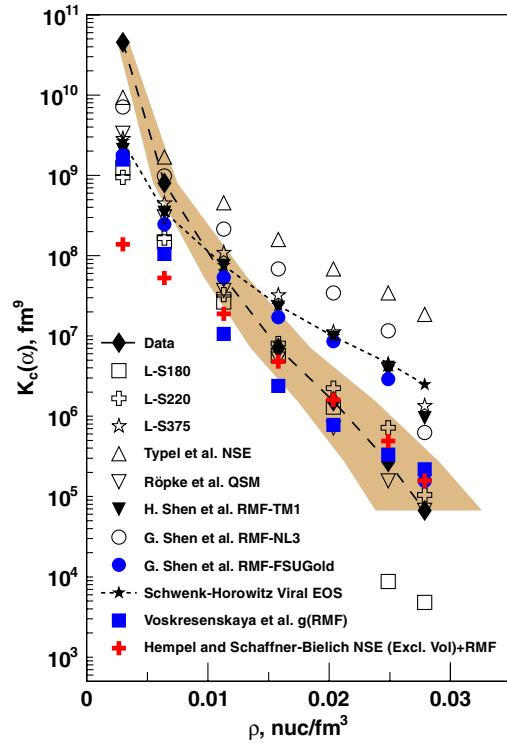 10^11
10^10
10^9
10^8
10^7
10^6
10^5
10^4
10^3
K_c(α), fm^9
Data
L-S180
L-S220
L-S375
Typel et al. NSE
Röpke et al. QSM
H. Shen et al. RMF-TM1
G. Shen et al. RMF-NL3
G. Shen et al. RMF-FSUGold
Schwenk-Horowitz Viral EOS
Voskresenskaya et al. g(RMF)
Hempel and Schaffner-Bielich NSE (Excl. Vol)+RMF
0 0.01 0.02 0.03
ρ, nuc/fm^3